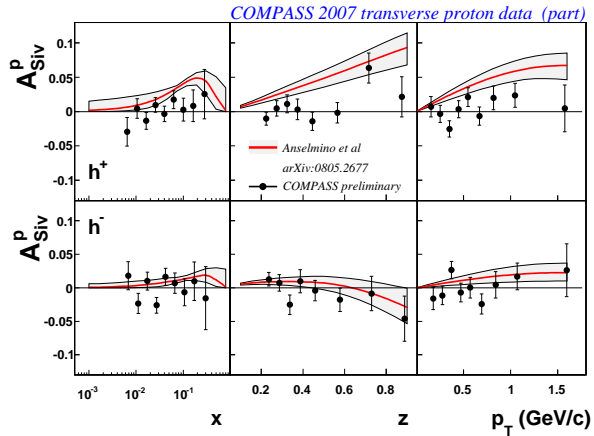 COMPASS 2007 transverse proton data (part)
A^p_Siv
0.1
0.05
0
-0.05
-0.1
h⁺
Anselmino et al
arXiv:0805.2677
COMPASS preliminary
A^p_Siv
0.1
0.05
0
-0.05
-0.1
h⁻
10⁻³ 10⁻² 10⁻¹ 0.2 0.4 0.6 0.8 0.5 1 1.5
x z p_T (GeV/c)